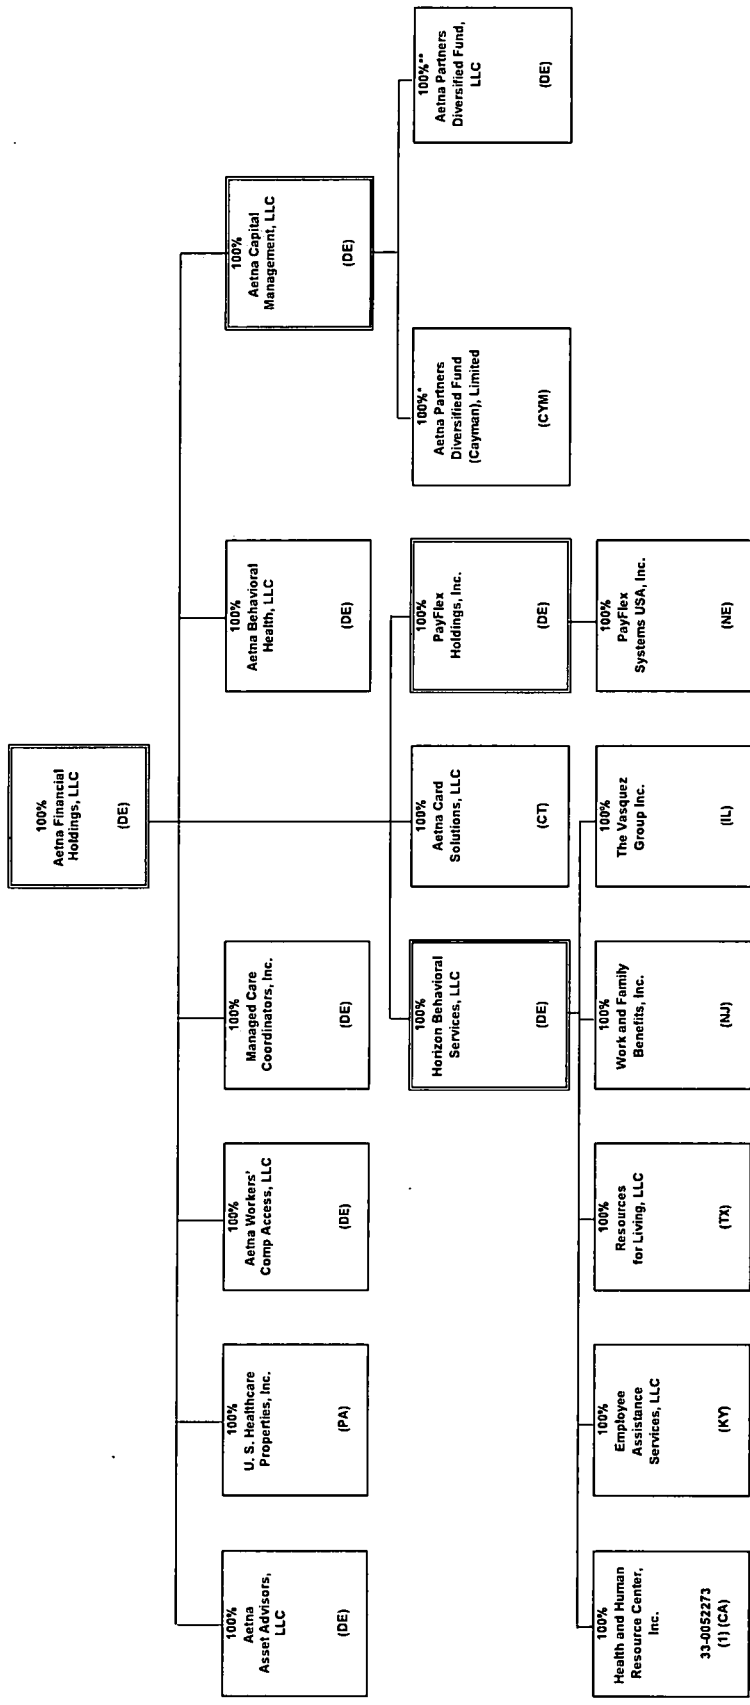 100%
Aetna Financial
Holdings, LLC
(DE)
100%
Aetna
Asset Advisors,
LLC
(DE)
100%
U. S. Healthcare
Properties, Inc.
(PA)
100%
Aetna Workers'
Comp Access, LLC
(DE)
100%
Managed Care
Coordinators, Inc.
(DE)
100%
Aetna Behavioral
Health, LLC
(DE)
100%
Aetna Capital
Management, LLC
(DE)
100%
Horizon Behavioral
Services, LLC
(DE)
100%
Aetna Card
Solutions, LLC
(CT)
100%
PayFlex
Holdings, Inc.
(DE)
100%*
Aetna Partners
Diversified Fund
(Cayman), Limited
(CYM)
100%**
Aetna Partners
Diversified Fund,
LLC
(DE)
100%
Health and Human
Resource Center,
Inc.
33-0052273
(1) (CA)
100%
Employee
Assistance
Services, LLC
(KY)
100%
Resources
for Living, LLC
(TX)
100%
Work and Family
Benefits, Inc.
(NJ)
100%
The Vasquez
Group Inc.
(IL)
100%
PayFlex
Systems USA, Inc.
(NE)